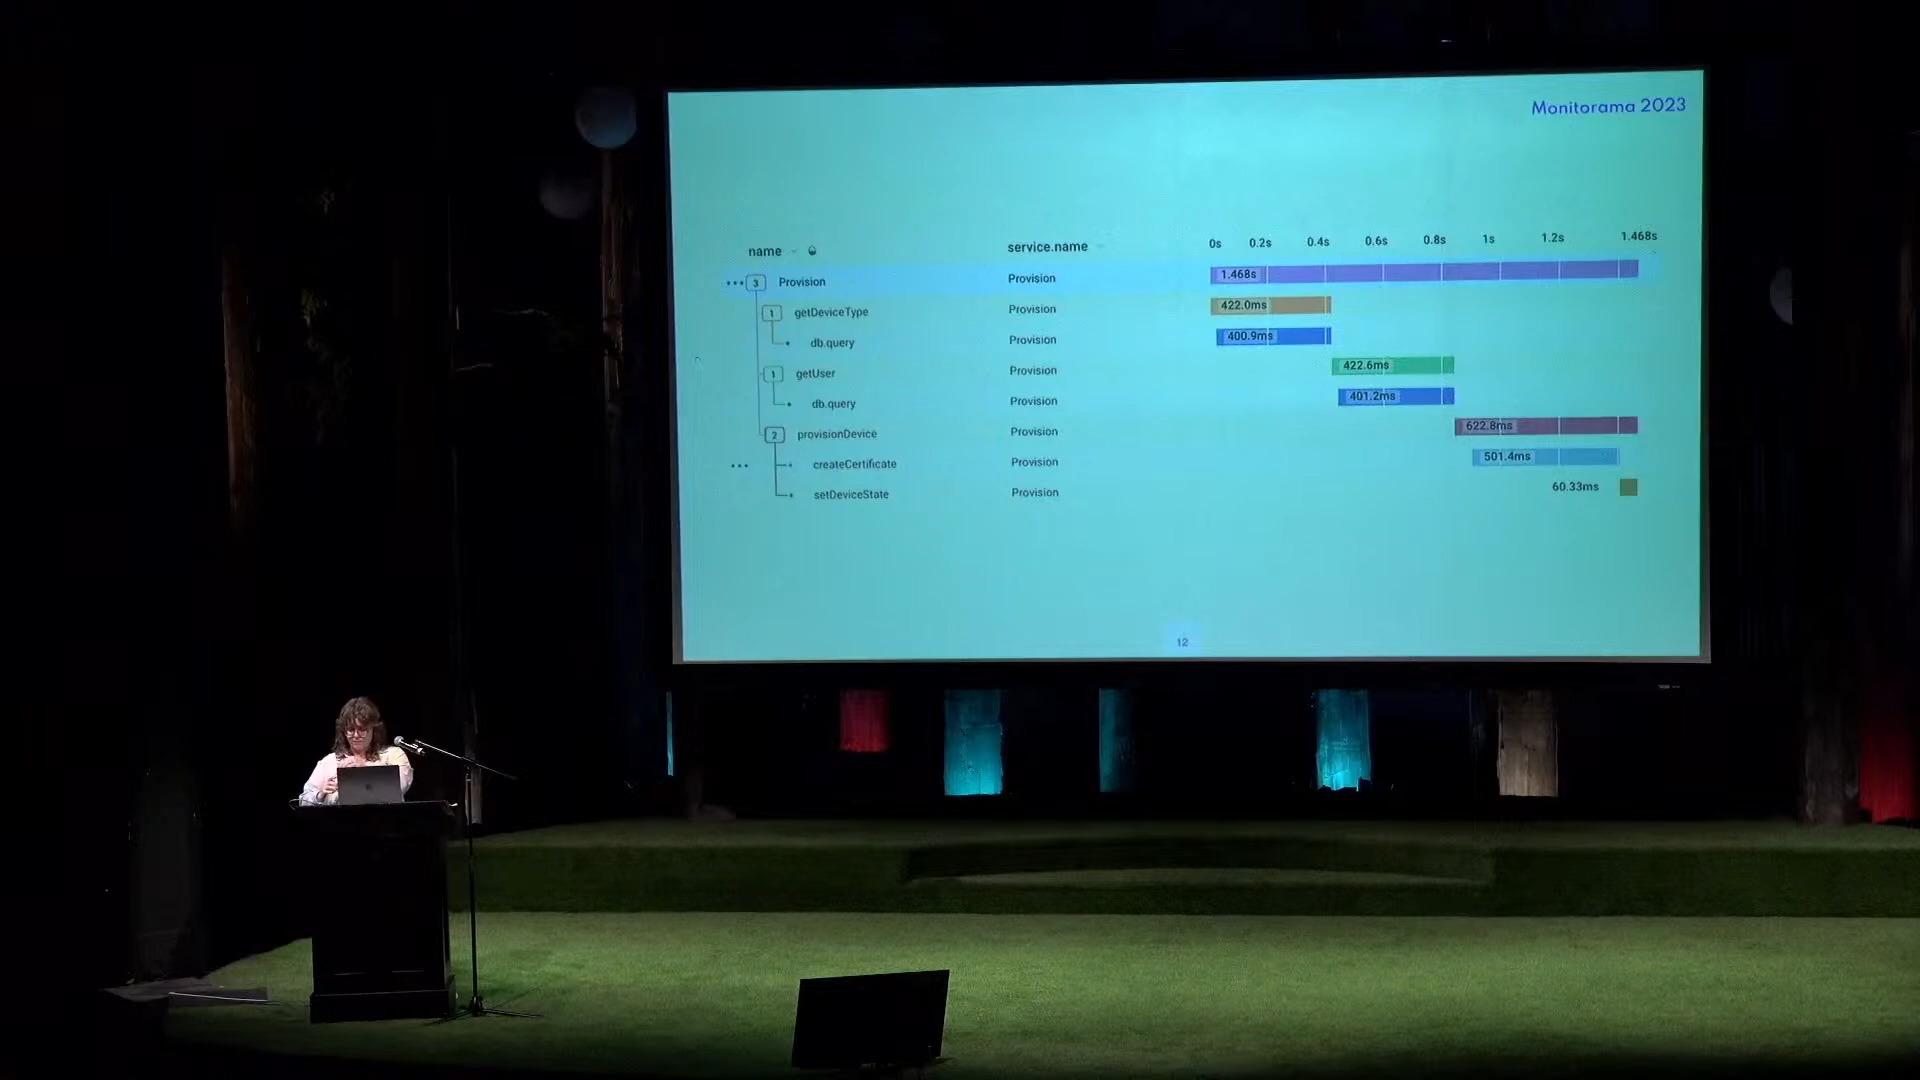 Monitorama 2023
name service.name 0s 0.2s 0.4s 0.6s 0.8s 1s 1.2s 1.468s
3 Provision Provision 1.468s
1 getDeviceType Provision 422.0ms
db.query Provision 400.9ms
1 getUser Provision 422.6ms
db.query Provision 401.2ms
2 provisionDevice Provision 622.8ms
createCertificate Provision 501.4ms
setDeviceState Provision 60.33ms
12